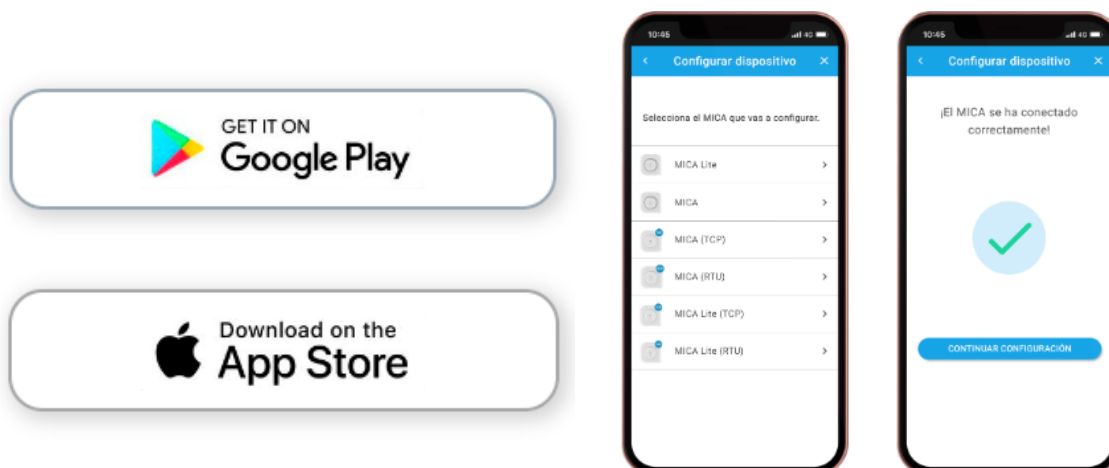 GET IT ON
Google Play
Download on the
App Store
10:45
4G
Configurar dispositivo
Selecciona el MICA que vas a configurar.
MICA Lite
MICA
MICA (TCP)
MICA (RTU)
MICA Lite (TCP)
MICA Lite (RTU)
10:45
4G
Configurar dispositivo
¡El MICA se ha conectado
correctamente!
CONTINUAR CONFIGURACIÓN